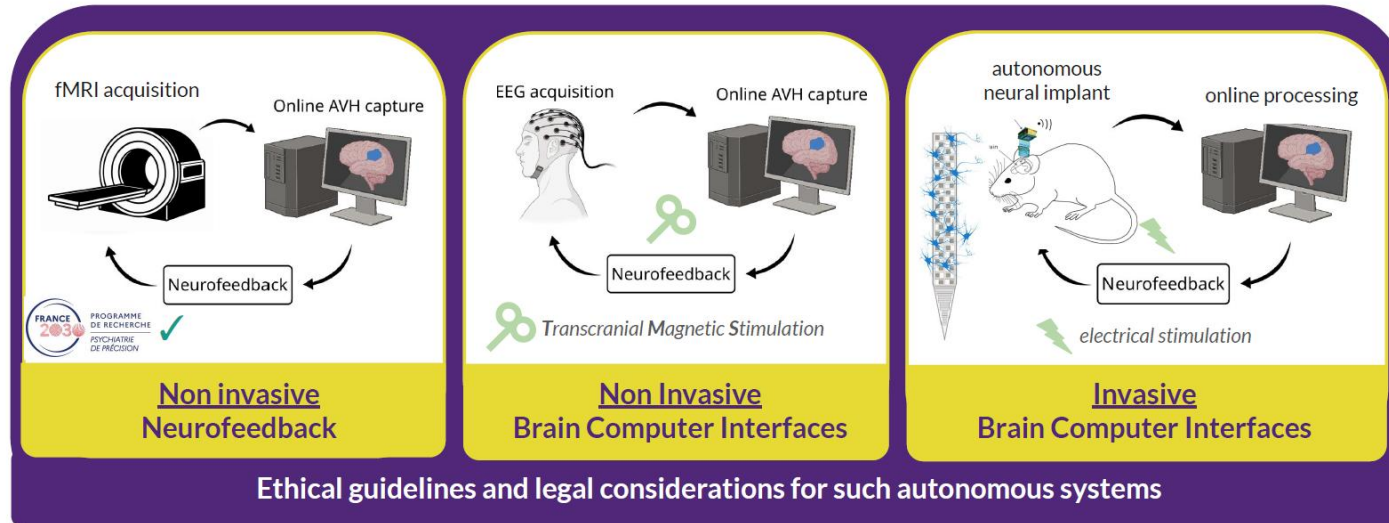 fMRI acquisition
Online AVH capture
Neurofeedback
FRANCE
2030
PROGRAMME
DE RECHERCHE
PSYCHIATRIE
DE PRÉCISION
Non invasive
Neurofeedback
EEG acquisition
Online AVH capture
Neurofeedback
Transcranial Magnetic Stimulation
Non Invasive
Brain Computer Interfaces
autonomous
neural implant
online processing
Neurofeedback
electrical stimulation
Invasive
Brain Computer Interfaces
Ethical guidelines and legal considerations for such autonomous systems